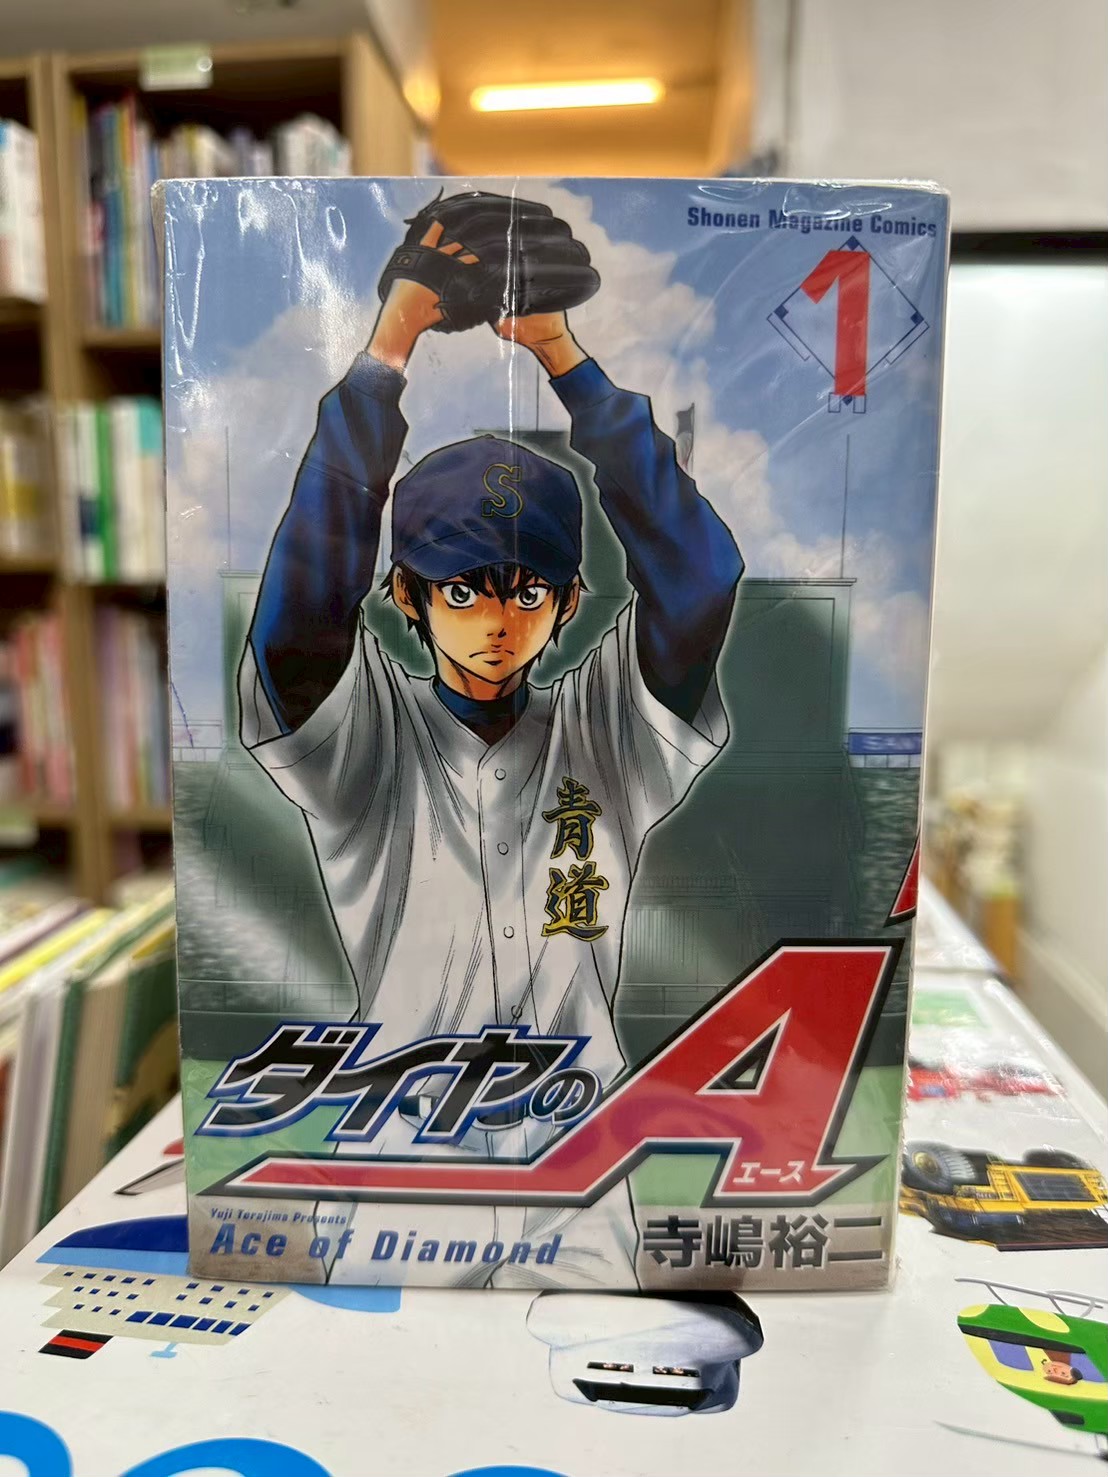 Shonen Magazine Comics
1
S
青道
ダイヤのA
エース
Yuji Terajima Presents
Ace of Diamond
寺嶋裕二